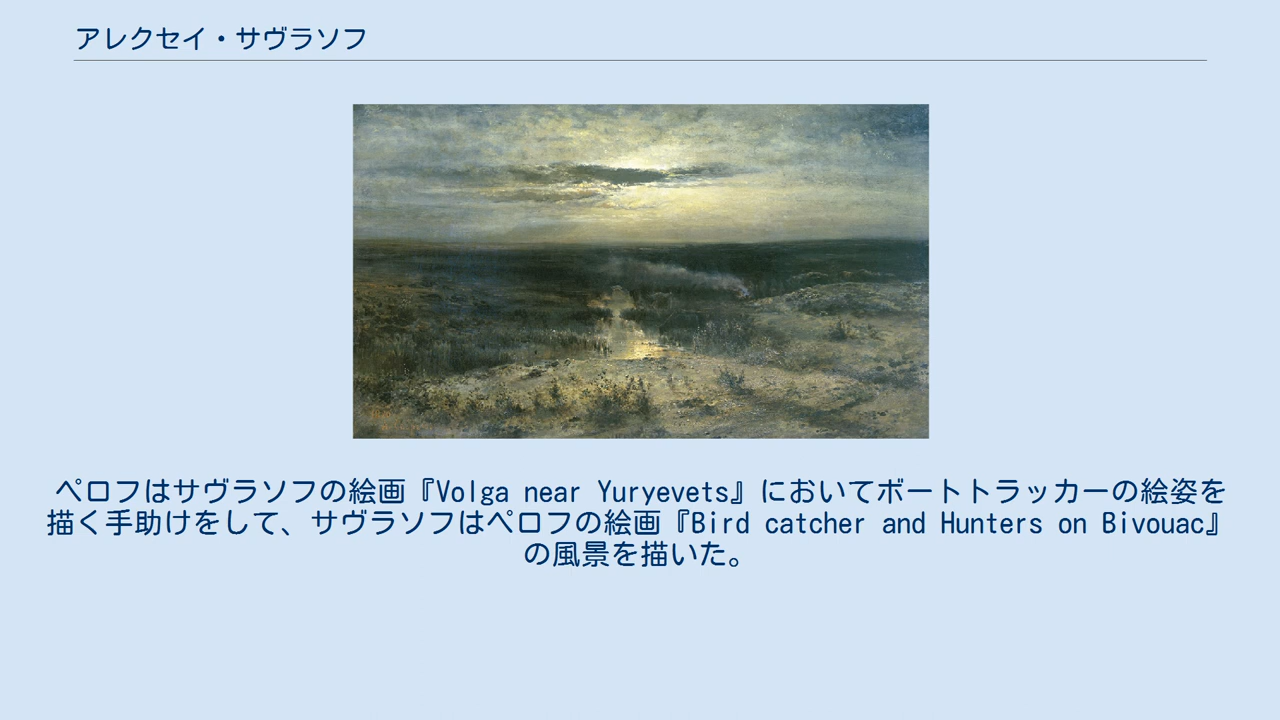 アレクセイ・サヴラソフ
ペロフはサヴラソフの絵画『Volga near Yuryevets』においてボートトラッカーの絵姿を
描く手助けをして、サヴラソフはペロフの絵画『Bird catcher and Hunters on Bivouac』
の風景を描いた。